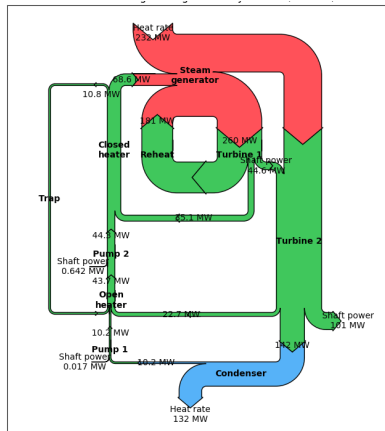 Heat rate
232 MW
68.6 MW
Steam
generator
10.8 MW
181 MW
260 MW
Closed
heater
Reheat
Turbine 1
Shaft power
44.6 MW
Trap
25.1 MW
44.3 MW
Turbine 2
Pump 2
Shaft power
0.642 MW
43.7 MW
Open
heater
22.7 MW
Shaft power
101 MW
10.2 MW
Pump 1
142 MW
Shaft power
0.017 MW
10.2 MW
Condenser
Heat rate
132 MW